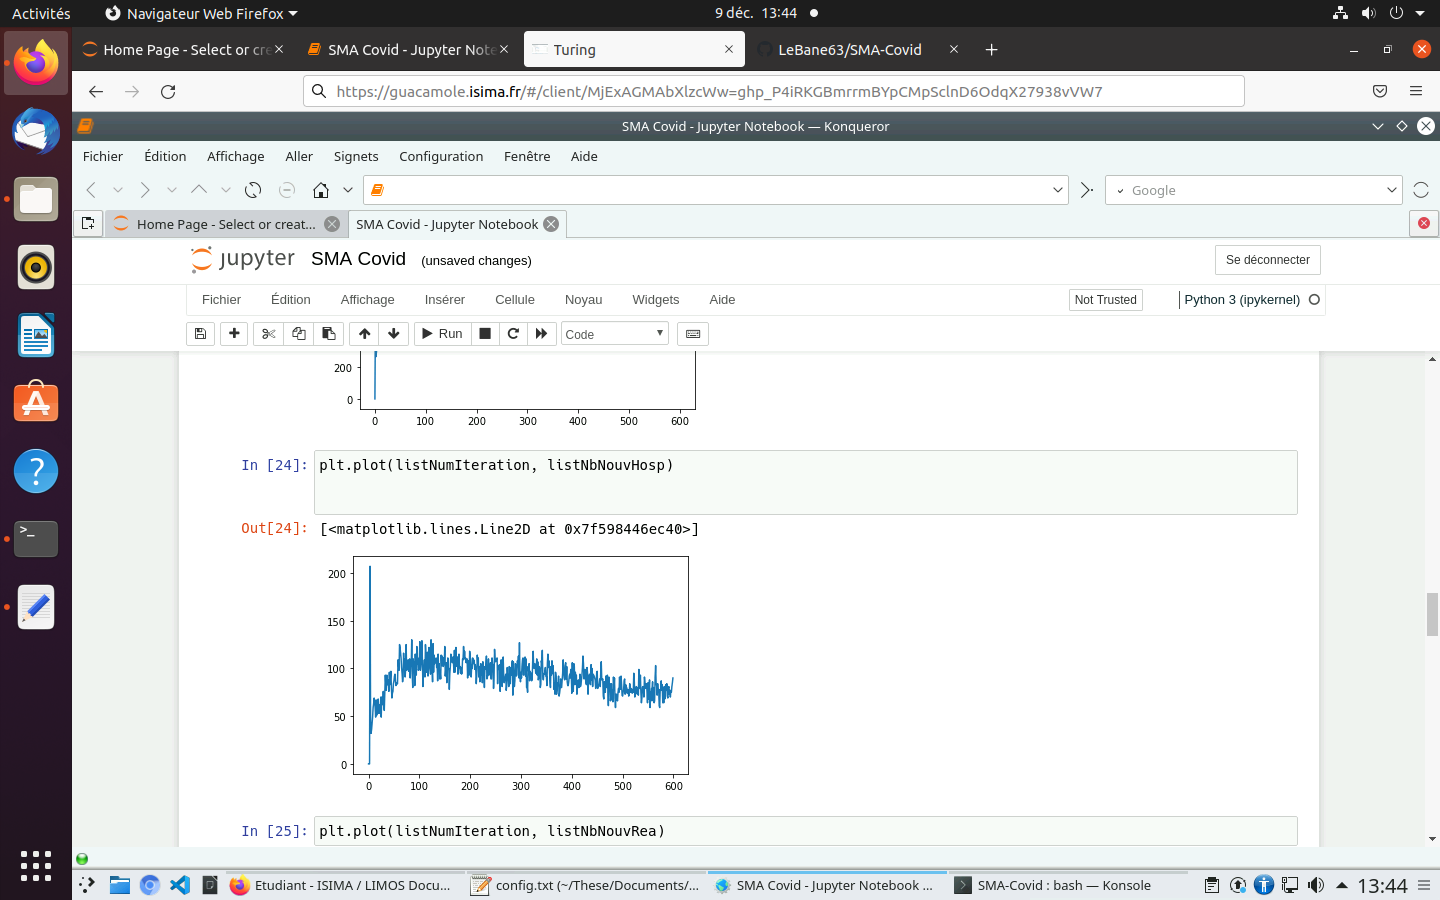 Activités
Navigateur Web Firefox
9 déc. 13:44
Home Page - Select or cre
SMA Covid - Jupyter Note
Turing
LeBane63/SMA-Covid
https://guacamole.isima.fr/#/client/MjExAGMAbXlzcWw=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
SMA Covid - Jupyter Notebook — Konqueror
Fichier Édition Affichage Aller Signets Configuration Fenêtre Aide
Google
Home Page - Select or creat...
SMA Covid - Jupyter Notebook
jupyter SMA Covid (unsaved changes)
Se déconnecter
Fichier Édition Affichage Insérer Cellule Noyau Widgets Aide
Not Trusted
Python 3 (ipykernel)
Run
Code
200
0
0 100 200 300 400 500 600
In [24]: plt.plot(listNumIteration, listNbNouvHosp)
Out[24]: [<matplotlib.lines.Line2D at 0x7f598446ec40>]
200
150
100
50
0
0 100 200 300 400 500 600
In [25]: plt.plot(listNumIteration, listNbNouvRea)
Etudiant - ISIMA / LIMOS Docu...
config.txt (~/These/Documents/...
SMA Covid - Jupyter Notebook ...
SMA-Covid : bash — Konsole
13:44